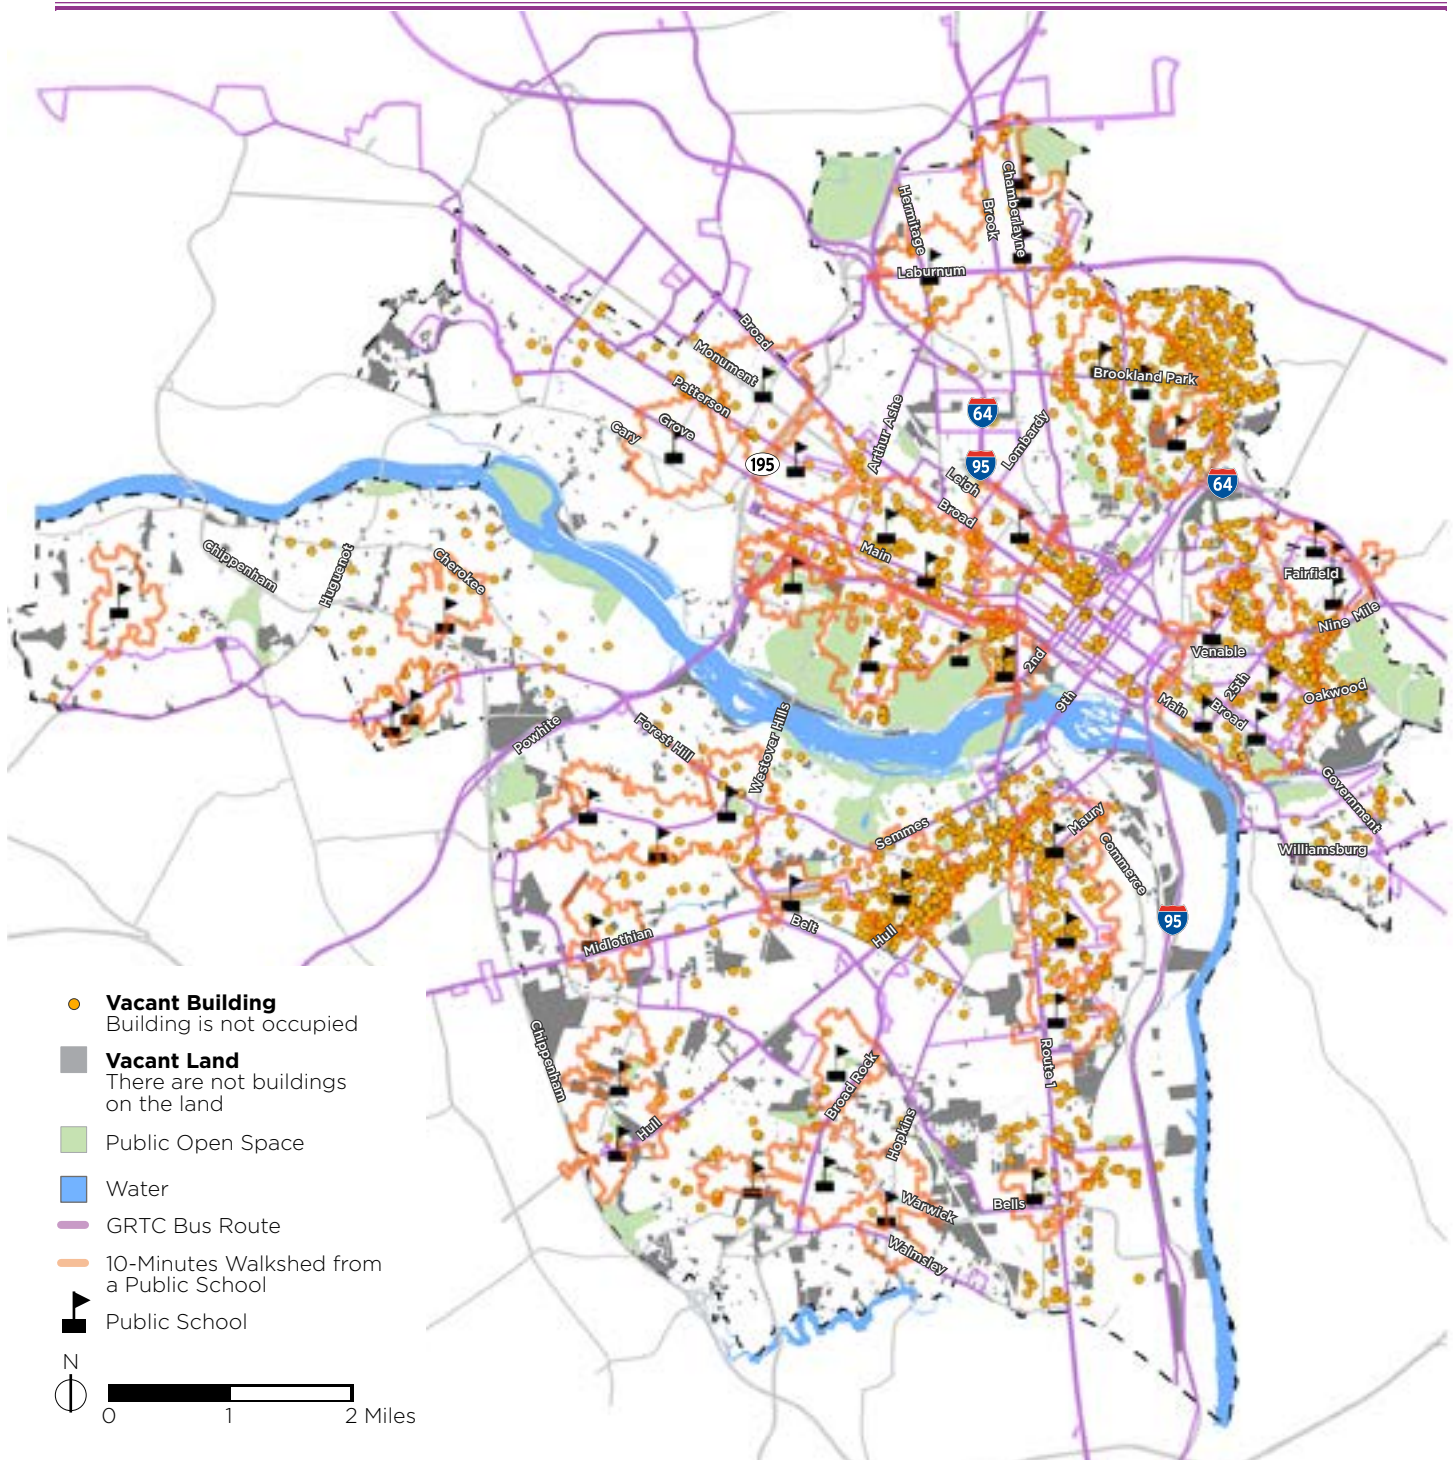 Chamberlayne
Hermitage
Brook
Laburnum
Broad
Monument
Brookland Park
Patterson
64
Arthur Ashe
Grove
Cary
Lombardy
195
95
64
Leigh
Broad
Main
Chippenham
Huguenot
Cherokee
Fairfield
Nine Mile
Venable
2nd
25th
Oakwood
9th
Main
Broad
Powhite
Forest Hill
Westover Hills
Government
Maury
Semmes
Williamsburg
Commerce
95
Belt
Hull
Midlothian
Vacant Building
Building is not occupied
Vacant Land
There are not buildings
on the land
Chippenham
Route 1
Broad Rock
Hull
Hopkins
Public Open Space
Water
Warwick
Bells
GRTC Bus Route
Walmsley
10-Minutes Walkshed from
a Public School
Public School
N
0 1 2 Miles